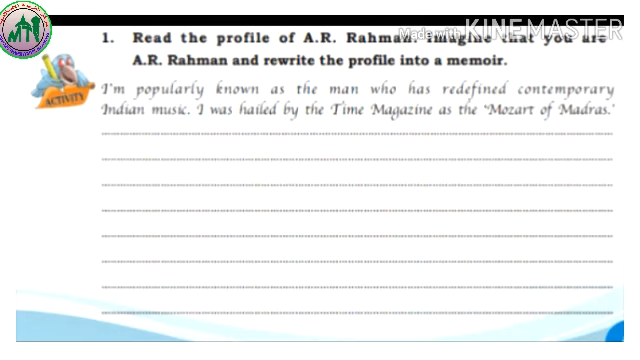 Made with KINEMASTER
1. Read the profile of A.R. Rahman. Imagine that you are
A.R. Rahman and rewrite the profile into a memoir.
ACTIVITY
I'm popularly known as the man who has redefined contemporary
Indian music. I was hailed by the Time Magazine as the 'Mozart of Madras.'